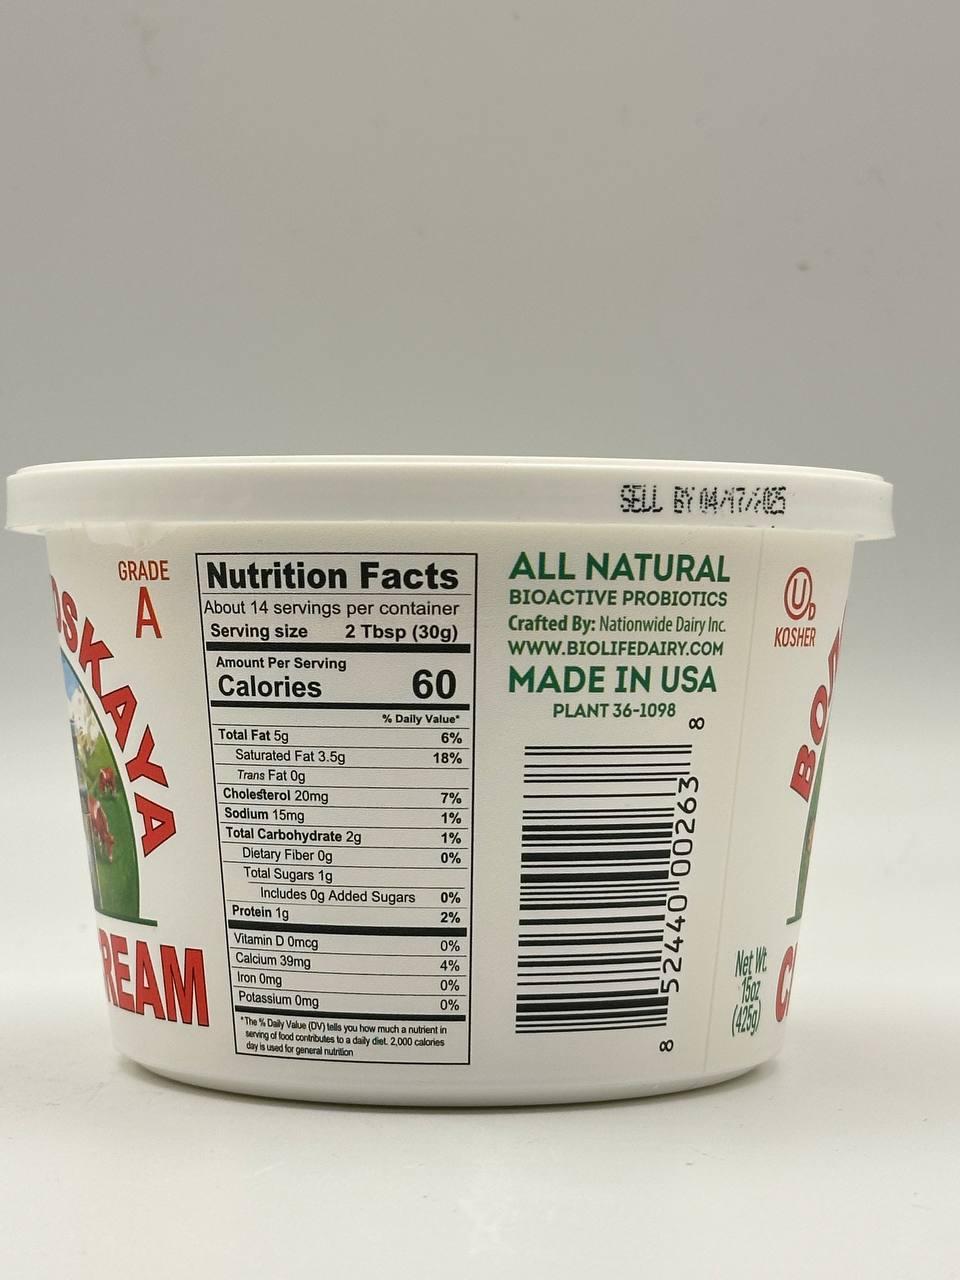 SELL BY 04/17/2025
GRADE
A
Nutrition Facts
About 14 servings per container
Serving size 2 Tbsp (30g)
Amount Per Serving
Calories 60
% Daily Value*
Total Fat 5g 6%
Saturated Fat 3.5g 18%
Trans Fat 0g
Cholesterol 20mg 7%
Sodium 15mg 1%
Total Carbohydrate 2g 1%
Dietary Fiber 0g 0%
Total Sugars 1g
Includes 0g Added Sugars 0%
Protein 1g 2%
Vitamin D 0mcg 0%
Calcium 39mg 4%
Iron 0mg 0%
Potassium 0mg 0%
*The % Daily Value (DV) tells you how much a nutrient in
serving of food contributes to a daily diet. 2,000 calories
day is used for general nutrition
ALL NATURAL
BIOACTIVE PROBIOTICS
Crafted By: Nationwide Dairy Inc.
WWW.BIOLIFEDAIRY.COM
MADE IN USA
PLANT 36-1098
8 52440 00263 8
U D
KOSHER
Net Wt.
15oz
(425g)